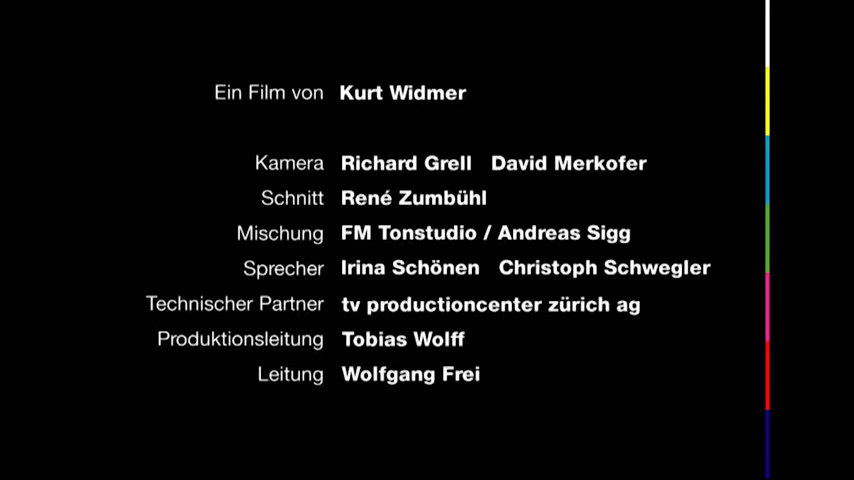 Ein Film von Kurt Widmer
Kamera Richard Grell David Merkofer
Schnitt René Zumbühl
Mischung FM Tonstudio / Andreas Sigg
Sprecher Irina Schönen Christoph Schwegler
Technischer Partner tv productioncenter zürich ag
Produktionsleitung Tobias Wolff
Leitung Wolfgang Frei